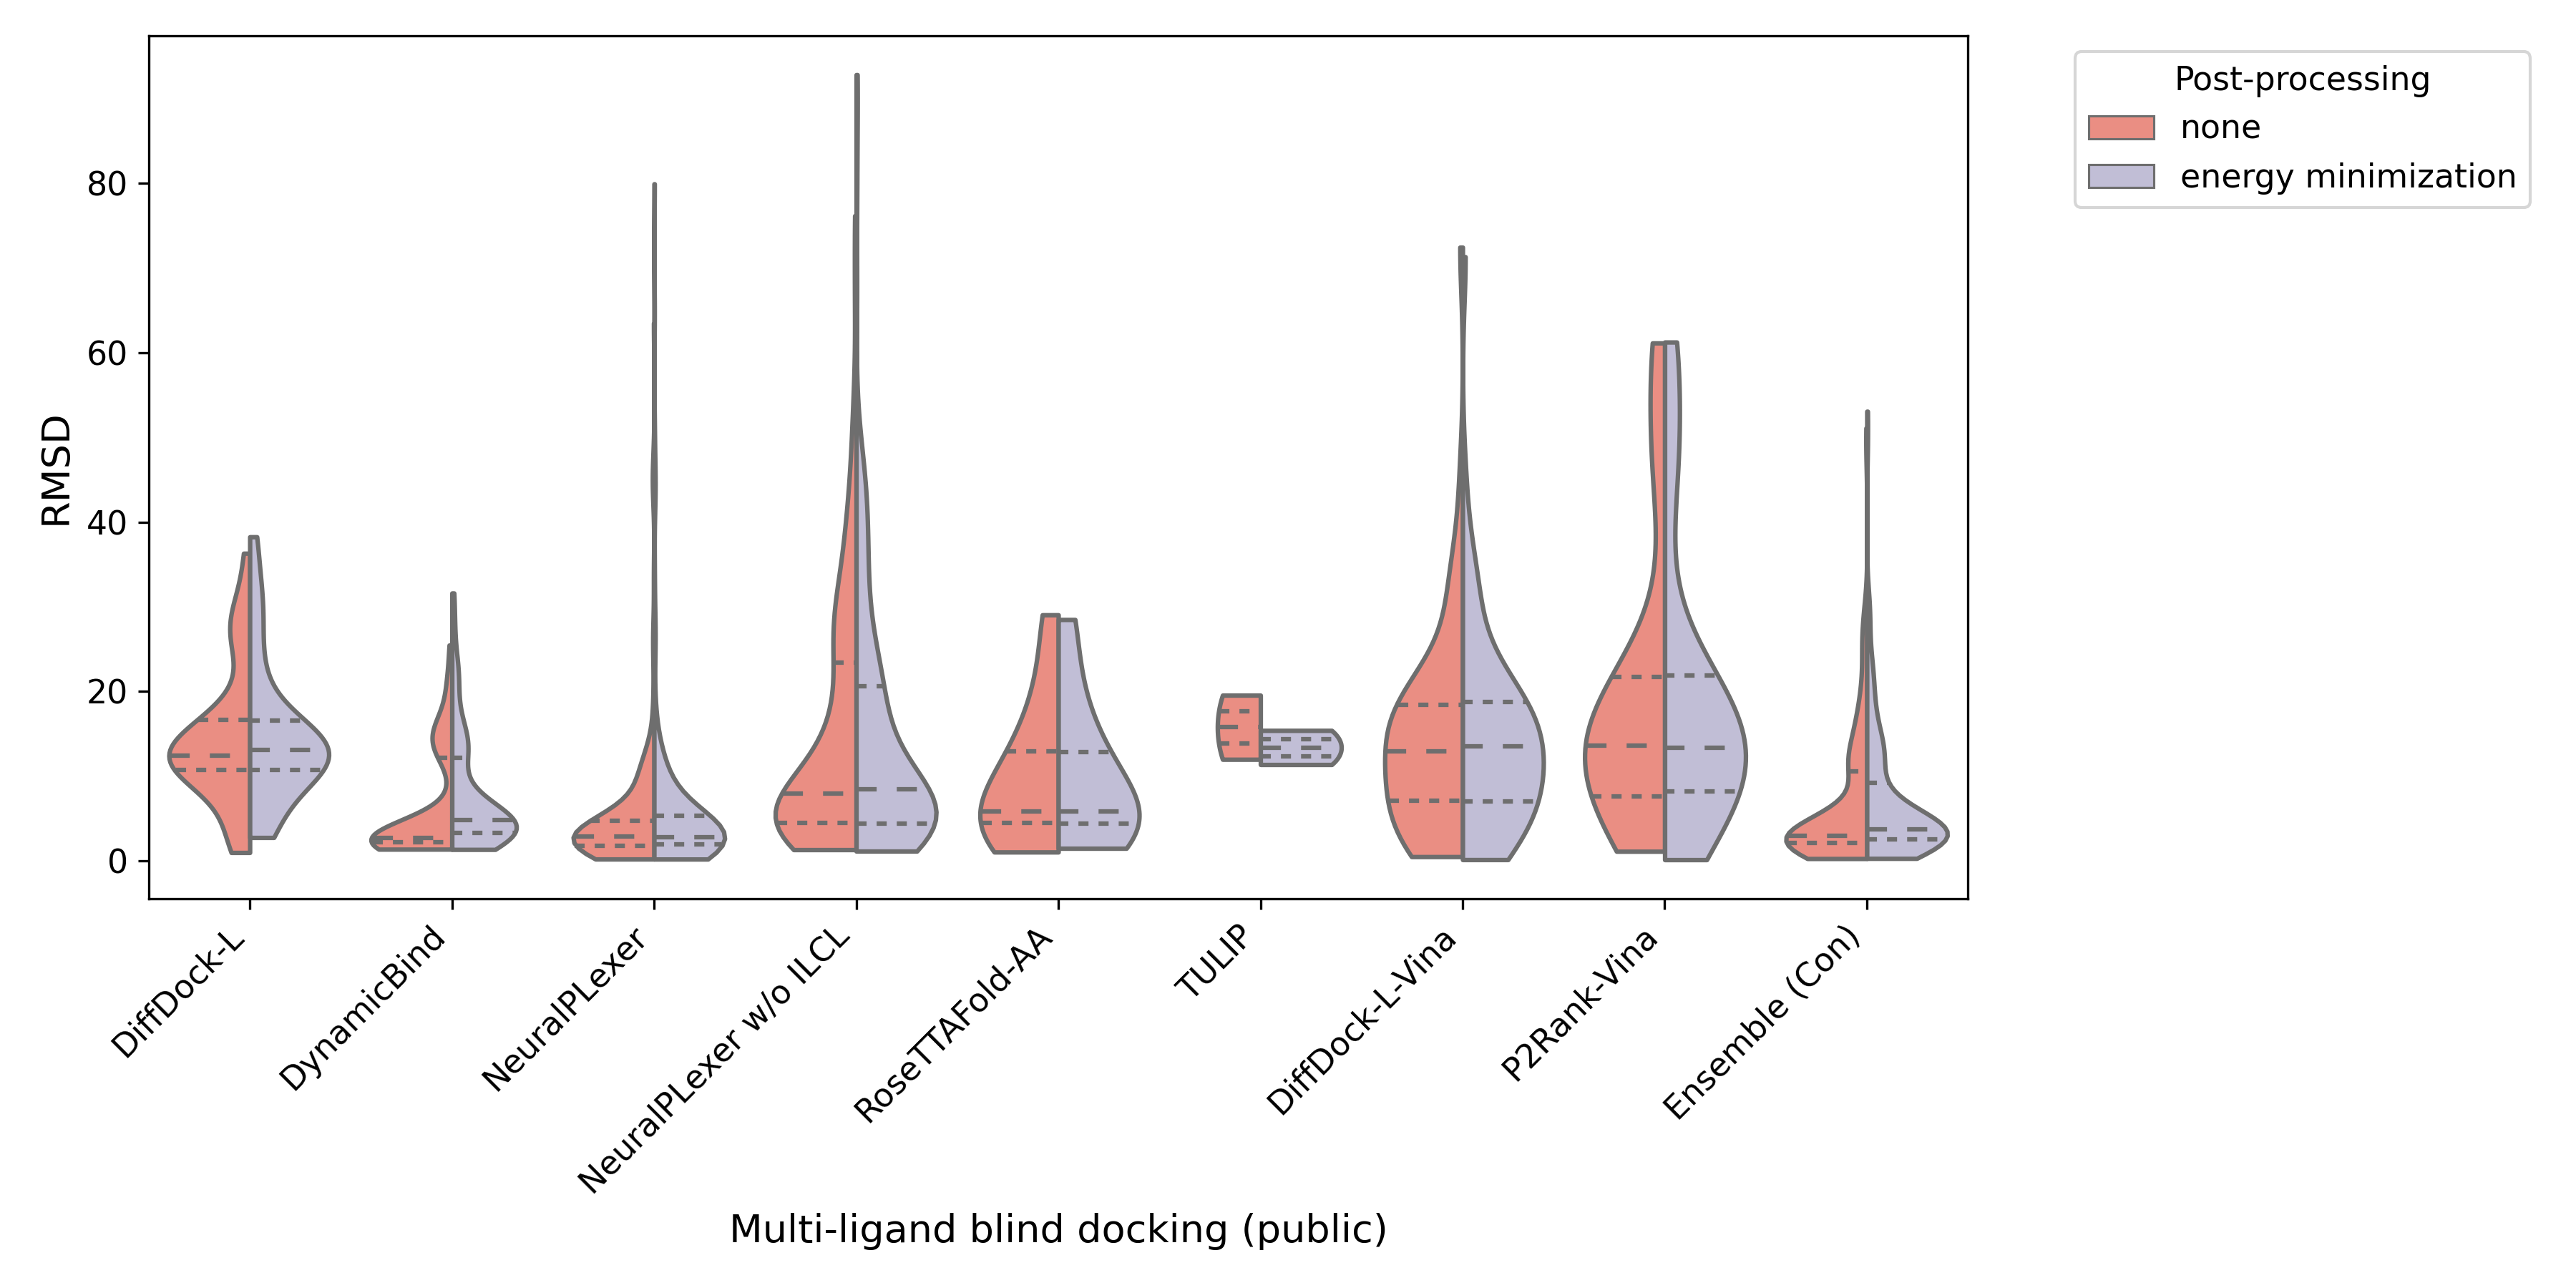 Post-processing
none
energy minimization
RMSD
80
60
40
20
0
DiffDock-L
DynamicBind
NeuralPLexer
NeuralPLexer w/o ILCL
RoseTTAFold-AA
TULIP
DiffDock-L-Vina
P2Rank-Vina
Ensemble (Con)
Multi-ligand blind docking (public)